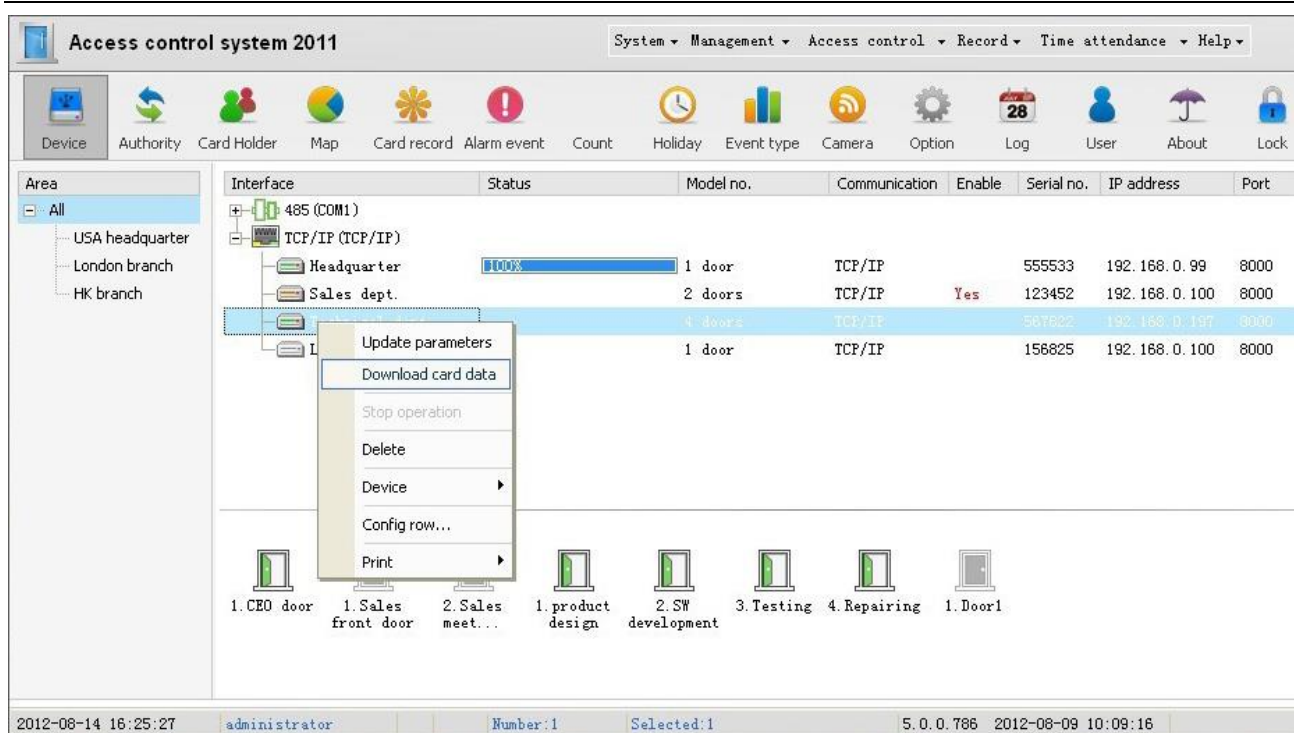 Access control system 2011
System Management Access control Record Time attendance Help
Device Authority Card Holder Map Card record Alarm event Count Holiday Event type Camera Option Log User About Lock
28
Area
All
USA headquarter
London branch
HK branch
Interface Status Model no. Communication Enable Serial no. IP address Port
485 (COM1)
TCP/IP (TCP/IP)
Headquarter 100% 1 door TCP/IP 555533 192.168.0.99 8000
Sales dept. 2 doors TCP/IP Yes 123452 192.168.0.100 8000
4 doors TCP/IP 567822 192.168.0.197 8000
L 1 door TCP/IP 156825 192.168.0.100 8000
Update parameters
Download card data
Stop operation
Delete
Device
Config row...
Print
1.CEO door
1.Sales front door
2.Sales meet...
1.product design
2.SW development
3.Testing
4.Repairing
1.Door1
2012-08-14 16:25:27 administrator Number:1 Selected:1 5.0.0.786 2012-08-09 10:09:16